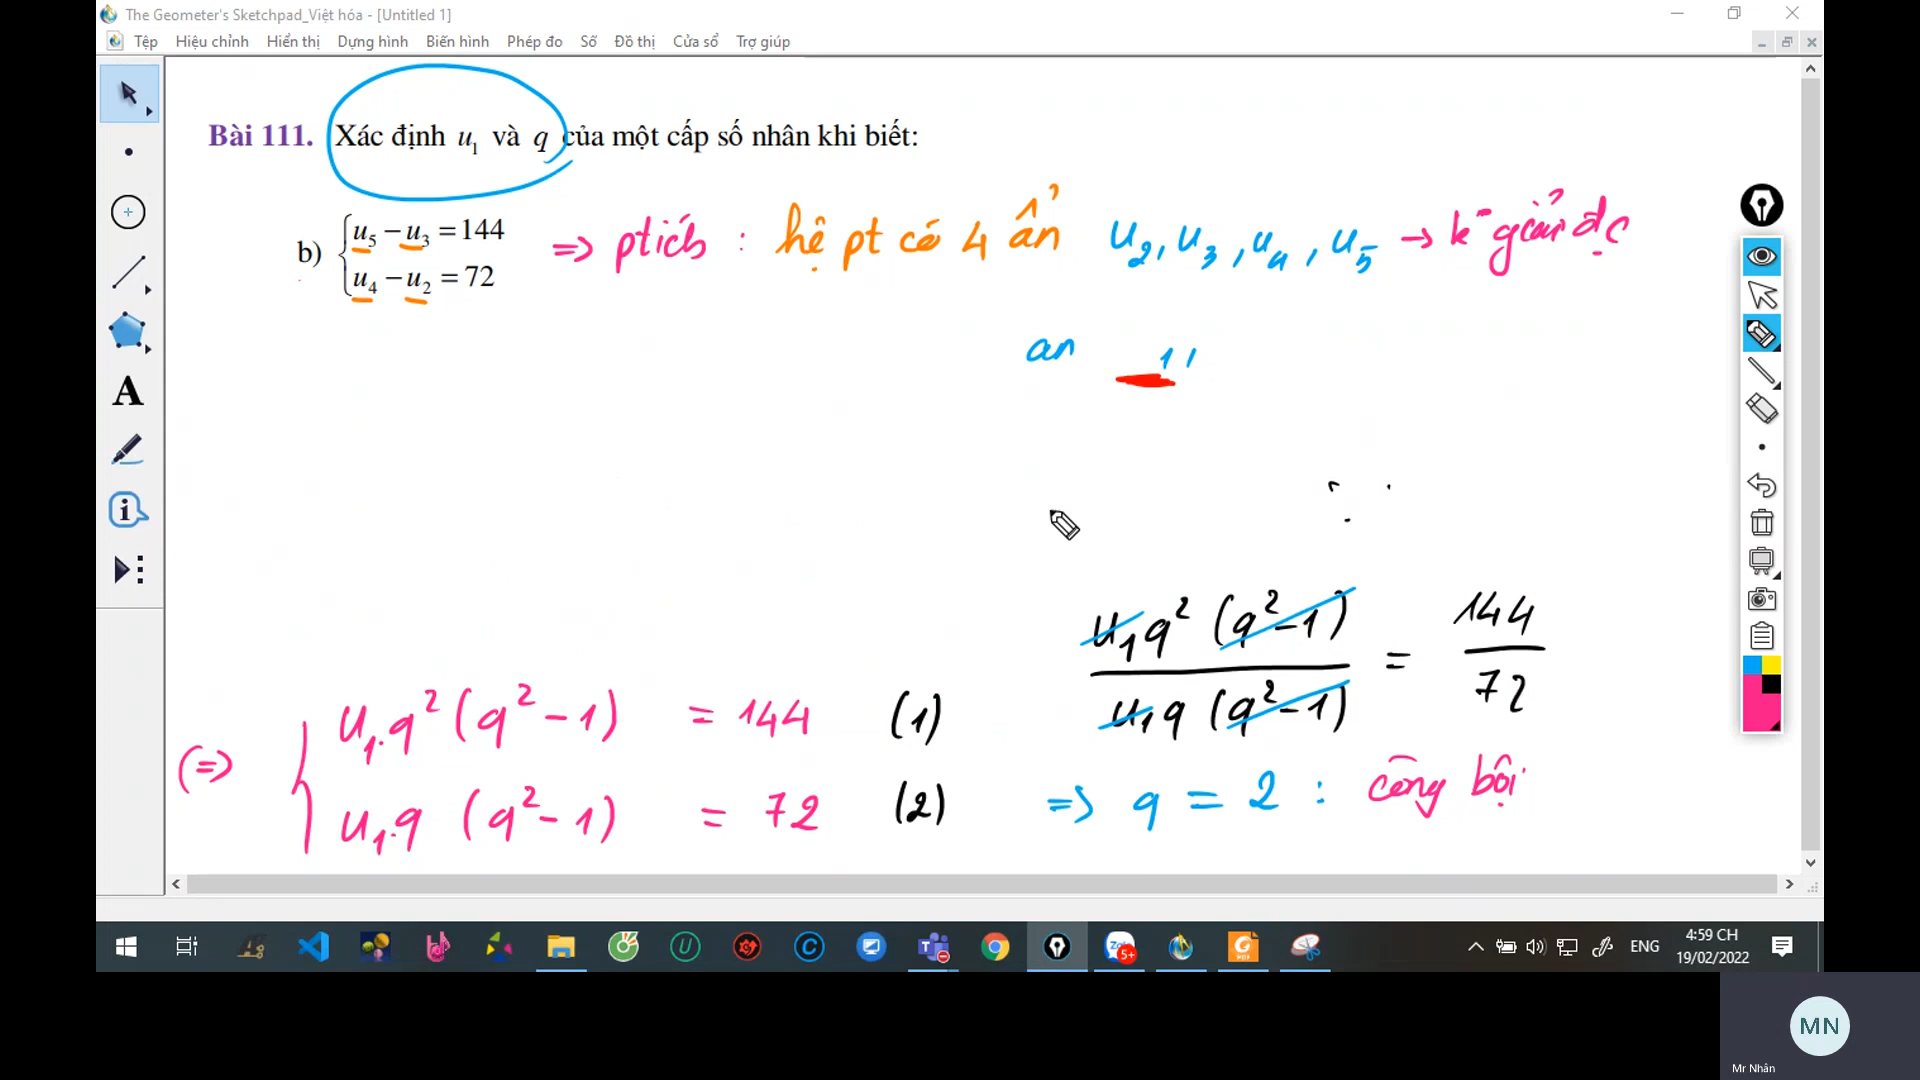 The Geometer's Sketchpad_Việt hóa - [Untitled 1]
Tệp Hiệu chỉnh Hiển thị Dựng hình Biến hình Phép đo Số Đồ thị Cửa sổ Trợ giúp
Bài 111. Xác định u₁ và q của một cấp số nhân khi biết:
b) { u₅ − u₃ = 144
u₄ − u₂ = 72
=> ptích : hệ pt có 4 ẩn u₂, u₃, u₄, u₅ → k giải đc
an
u₁q² (q² − 1) / u₁q (q² − 1) = 144 / 72
(=> { u₁.q² (q² − 1) = 144 (1)
u₁.q (q² − 1) = 72 (2)
=> q = 2 : công bội
A
ENG
4:59 CH
19/02/2022
5+
MN
Mr Nhân